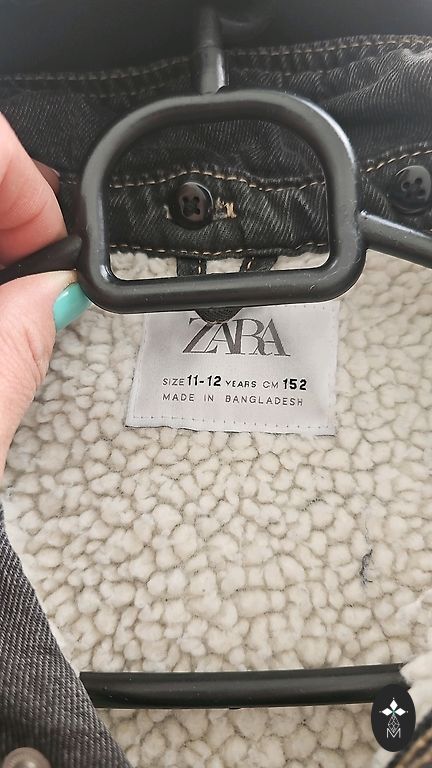 ZARA
SIZE 11-12 YEARS CM 152
MADE IN BANGLADESH
M